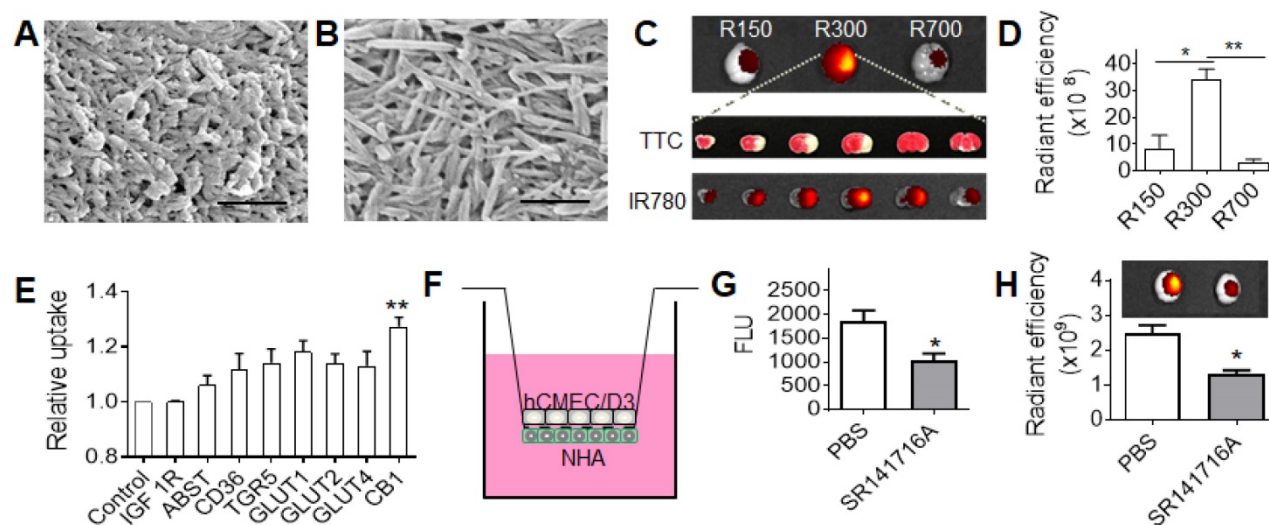 A
B
C
R150 R300 R700
TTC
IR780
D
Radiant efficiency
(x10 8)
40
30
20
10
0
* **
R150
R300
R700
E
Relative uptake
1.4
1.2
1.0
0.8
**
Control
IGF 1R
ABST
CD36
TGR5
GLUT1
GLUT2
GLUT4
CB1
F
hCMEC/D3
NHA
G
FLU
2500
2000
1500
1000
500
0
*
PBS
SR141716A
H
Radiant efficiency
(x10⁹)
4
3
2
1
0
*
PBS
SR141716A